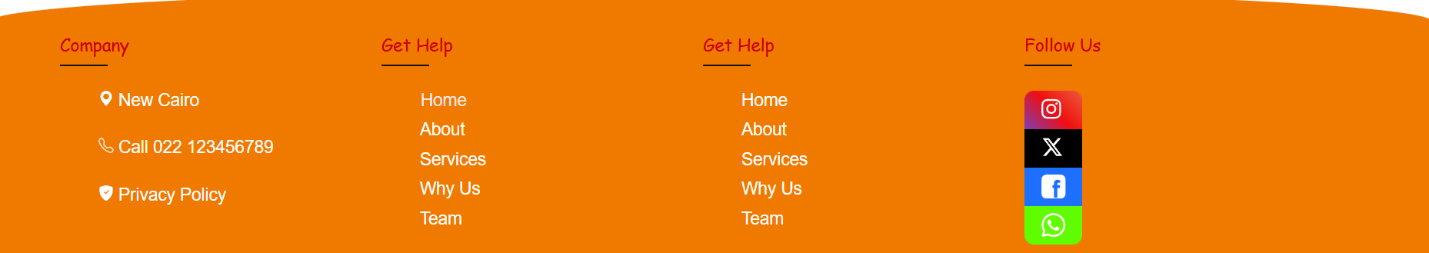 Company
New Cairo
Call 022 123456789
Privacy Policy
Get Help
Home
About
Services
Why Us
Team
Get Help
Home
About
Services
Why Us
Team
Follow Us